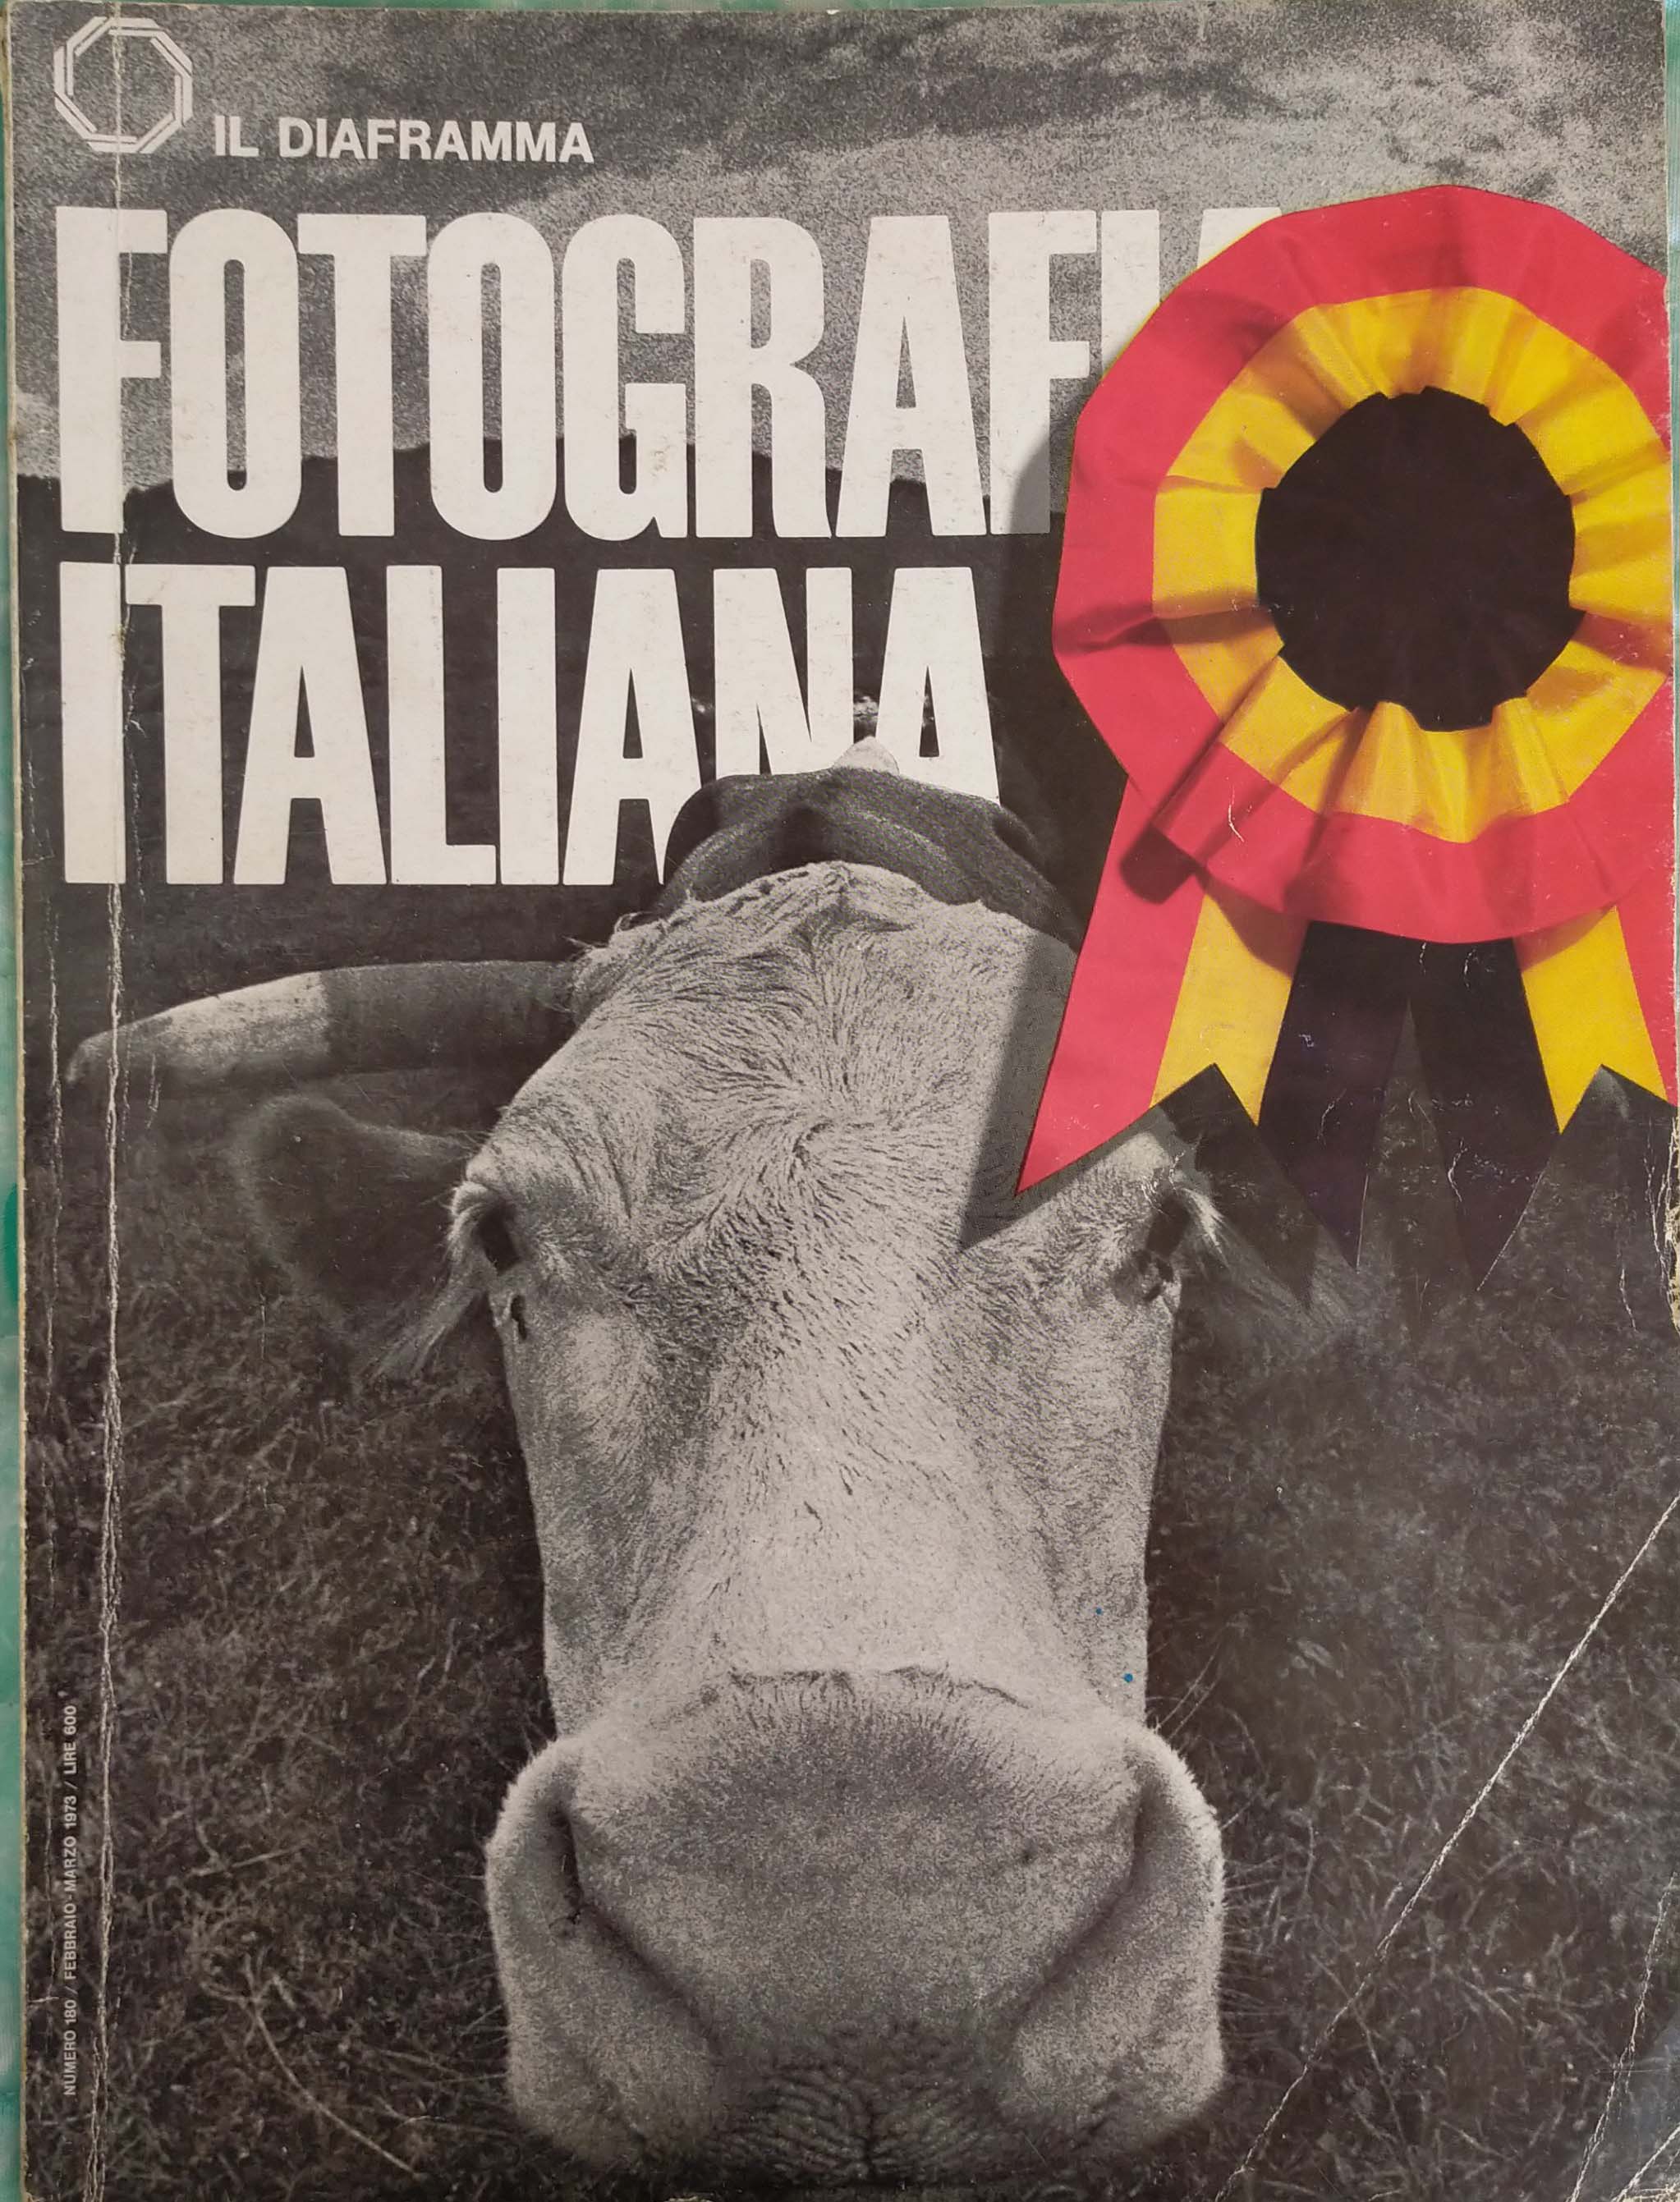 IL DIAFRAMMA
FOTOGRAFIA
ITALIANA
NUMERO 180 / FEBBRAIO-MARZO 1973 / LIRE 600